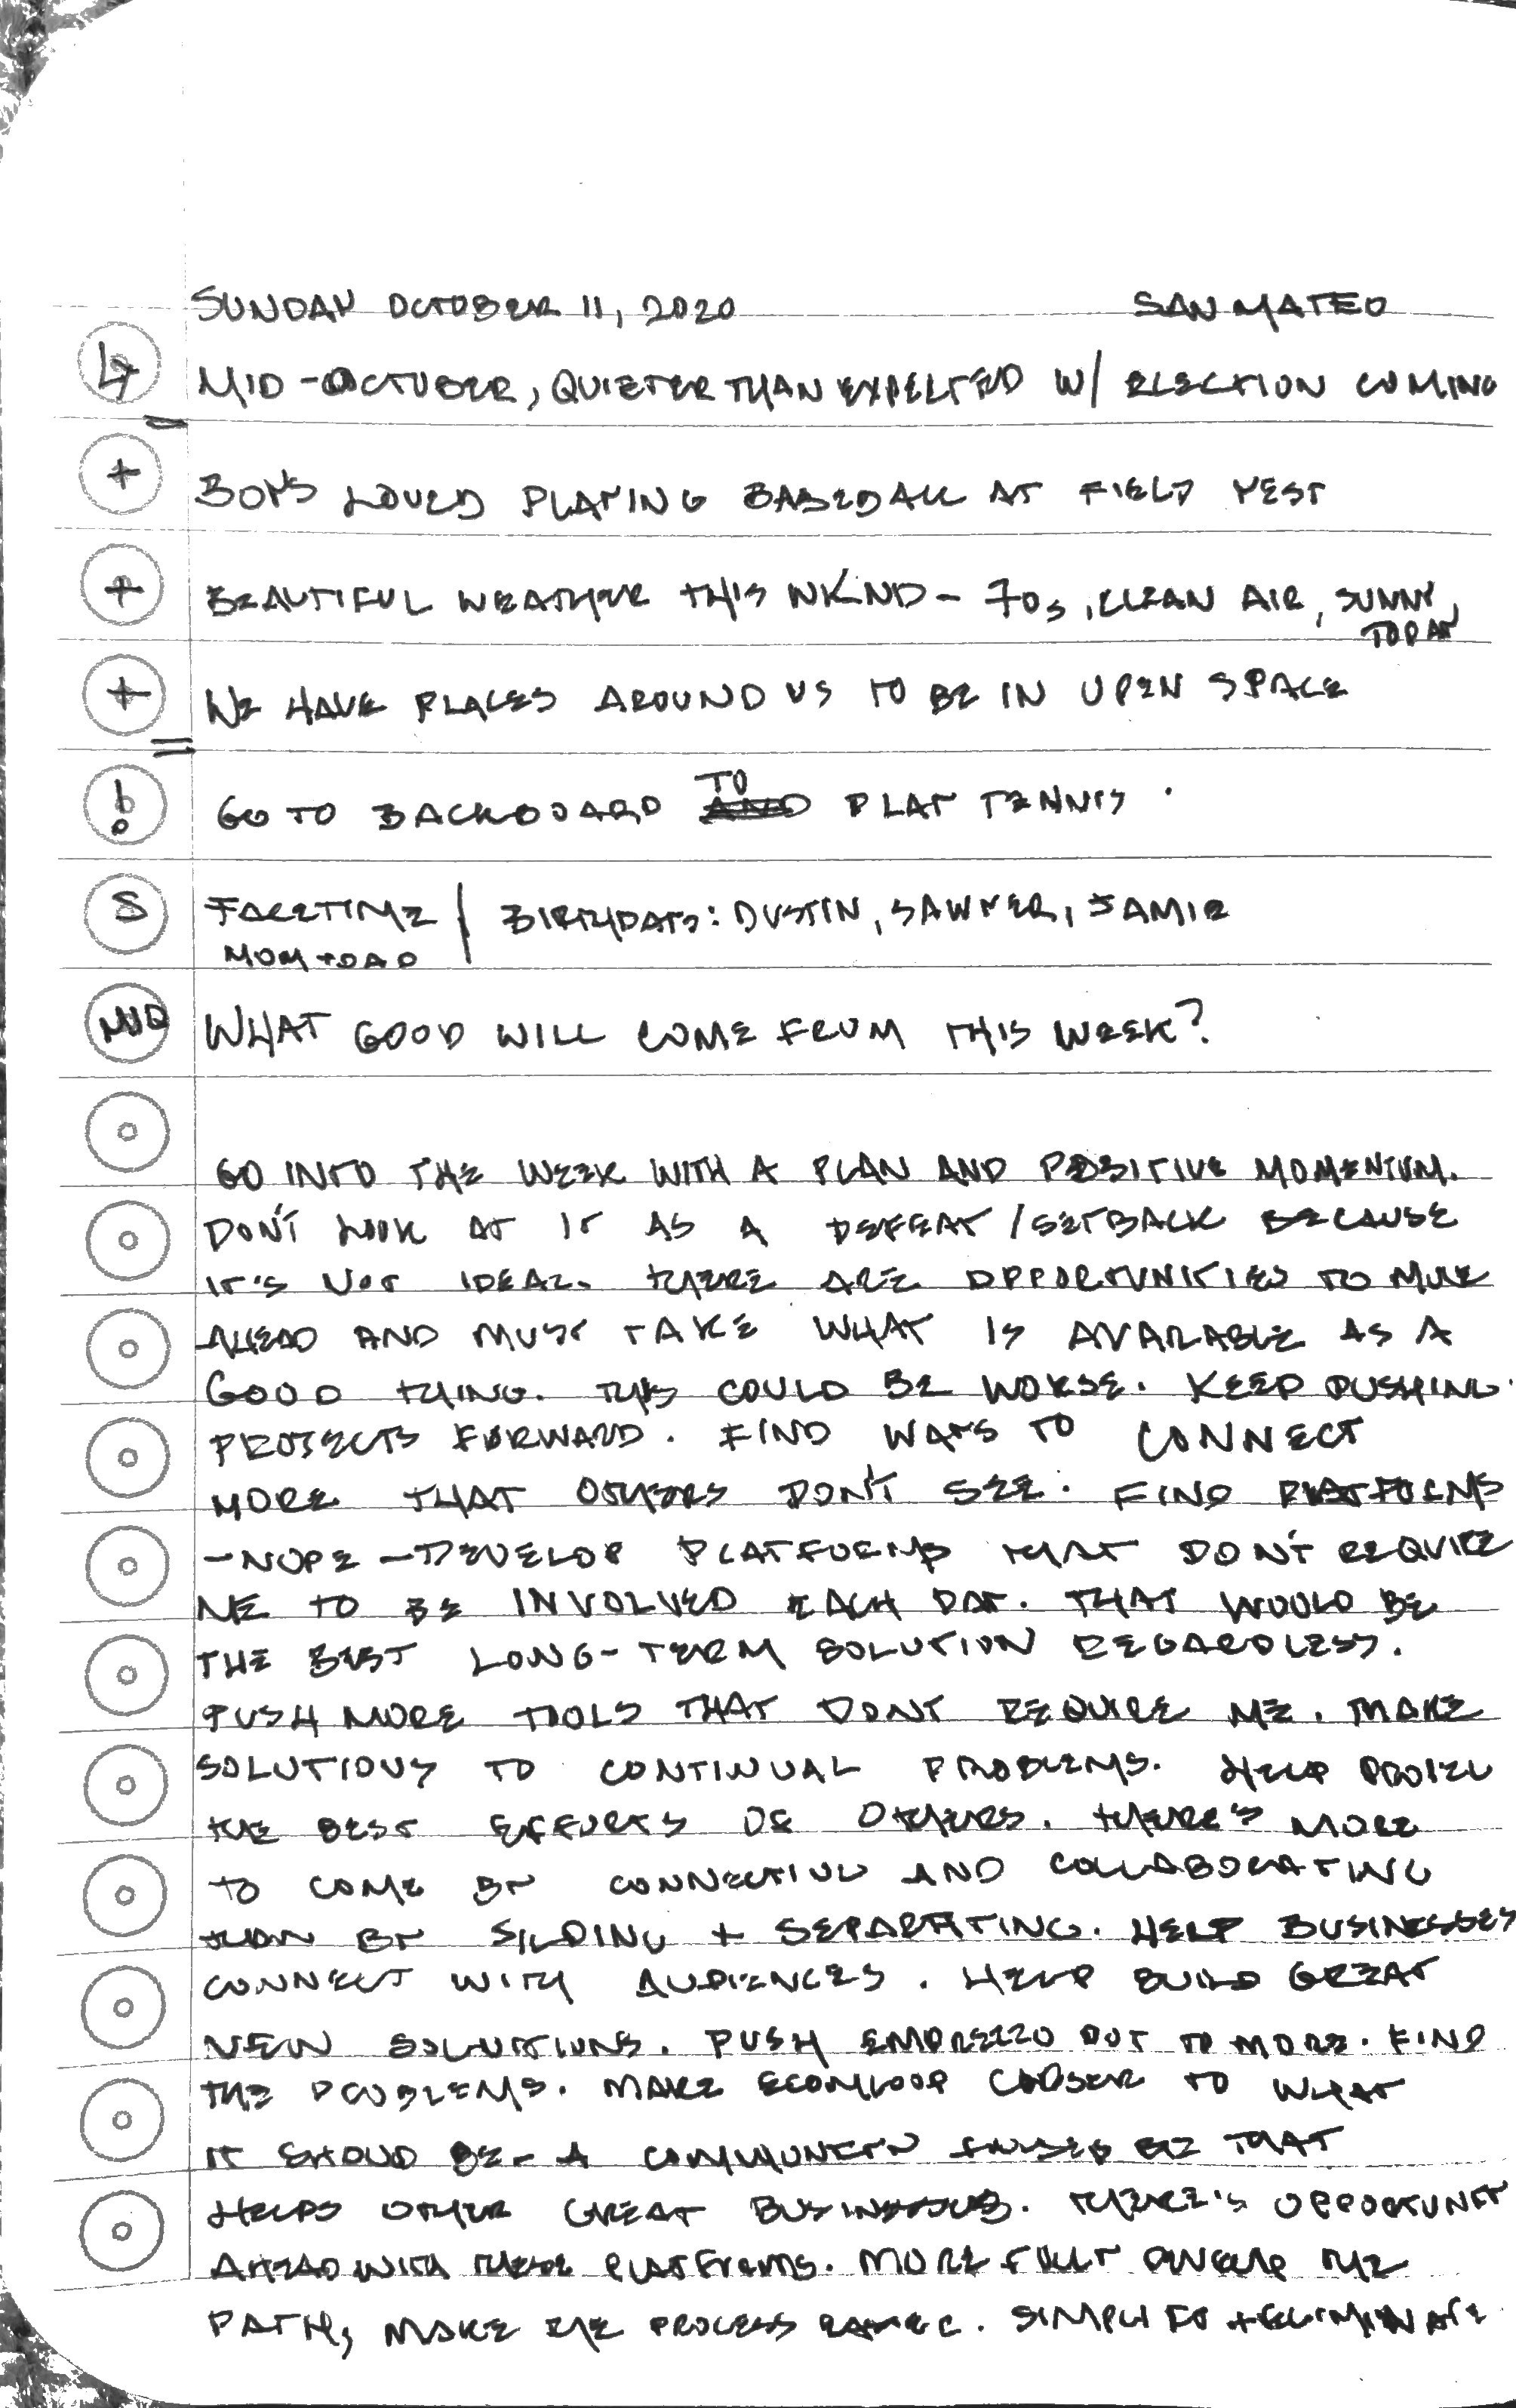 SUNDAY OCTOBER 11, 2020 SAN MATEO
4 MID-OCTOBER, QUIETER THAN EXPECTED W/ ELECTION COMING
+ BOYS LOVED PLAYING BASEBALL AT FIELD YEST
+ BEAUTIFUL WEATHER THIS WKND - 70s, CLEAN AIR, SUNNY,
TODAY
+ WE HAVE PLACES AROUND US TO BE IN OPEN SPACE
TO
! GO TO BACKBOARD AND PLAY TENNIS.
S FACETIME | BIRTHDAYS: DUSTIN, SAWYER, JAMIE
MOM + DAD
WHAT GOOD WILL COME FROM THIS WEEK?
GO INTO THE WEEK WITH A PLAN AND POSITIVE MOMENTUM.
DON'T LOOK AT IT AS A DEFEAT/SETBACK BECAUSE
IT'S NOT IDEAL. THERE ARE OPPORTUNITIES TO MOVE
AHEAD AND MUST TAKE WHAT IS AVAILABLE AS A
GOOD THING. THIS COULD BE WORSE. KEEP PUSHING
PROJECTS FORWARD. FIND WAYS TO CONNECT
MORE THAT OTHERS DON'T SEE. FIND PLATFORMS
-NOPE-DEVELOP PLATFORMS THAT DON'T REQUIRE
ME TO BE INVOLVED EACH DAY. THAT WOULD BE
THE BEST LONG-TERM SOLUTION REGARDLESS.
PUSH MORE TOOLS THAT DON'T REQUIRE ME. MAKE
SOLUTIONS TO CONTINUAL PROBLEMS. HELP PROPEL
THE BEST EFFORTS OF OTHERS. THERE'S MORE
TO COME BY CONNECTING AND COLLABORATING
THAN BY SILOING + SEPARATING. HELP BUSINESSES
CONNECT WITH AUDIENCES. HELP BUILD GREAT
NEW SOLUTIONS. PUSH EMPREZZO OUT TO MORE. FIND
THE PROBLEMS. MAKE ECONLOOP CLOSER TO WHAT
IT SHOULD BE - A COMMUNITY BIZ THAT
HELPS OTHER GREAT BUSINESSES. THERE'S OPPORTUNITY
AHEAD WITH THESE PLATFORMS. MORE FULLY DEVELOP THE
PATH, MAKE THE PROCESS EASIER. SIMPLIFY + ELIMINATE